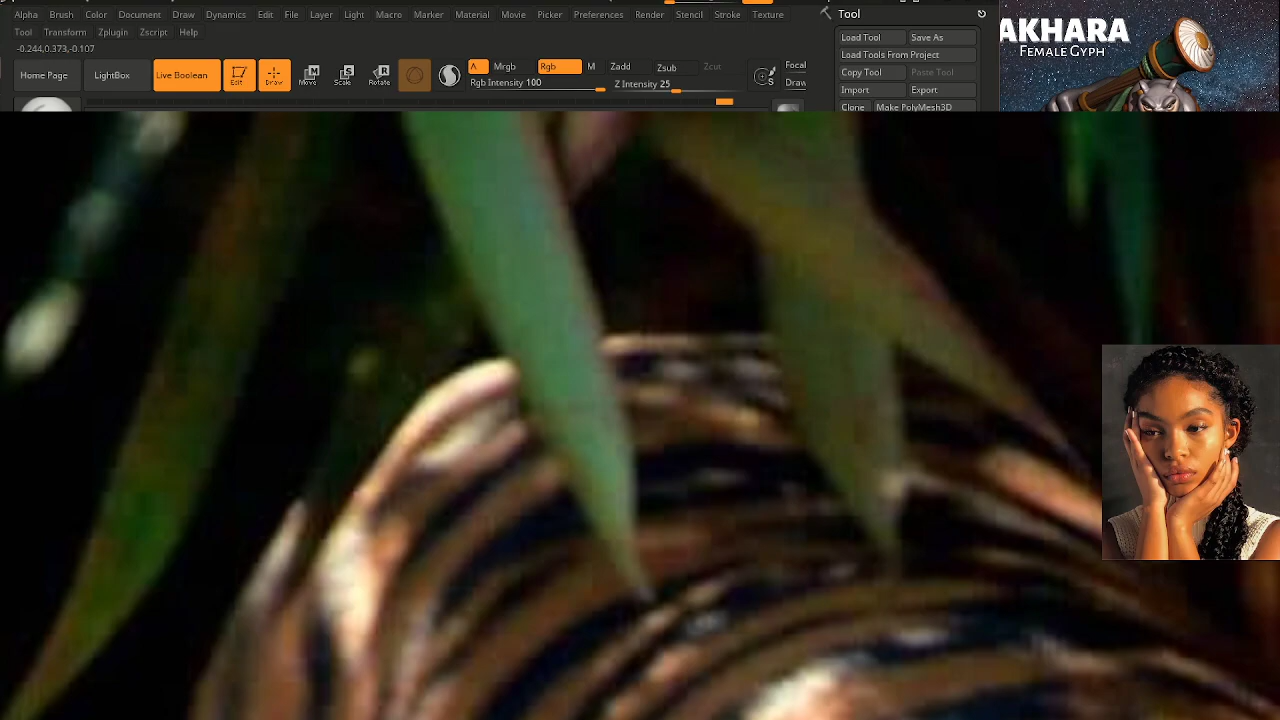 Alpha Brush Color Document Draw Dynamics Edit File Layer Light Macro Marker Material Movie Picker Preferences Render Stencil Stroke Texture
Tool Transform Zplugin Zscript Help
-0.244,0.373,-0.107
Home Page LightBox Live Boolean Edit Draw Move Scale Rotate
A Mrgb Rgb M Zadd Zsub Zcut
Rgb Intensity 100 Z Intensity 25
Focal
Draw
Tool
Load Tool Save As
Load Tools From Project
Copy Tool Paste Tool
Import Export
Clone Make PolyMesh3D
AKHARA
FEMALE GYPH